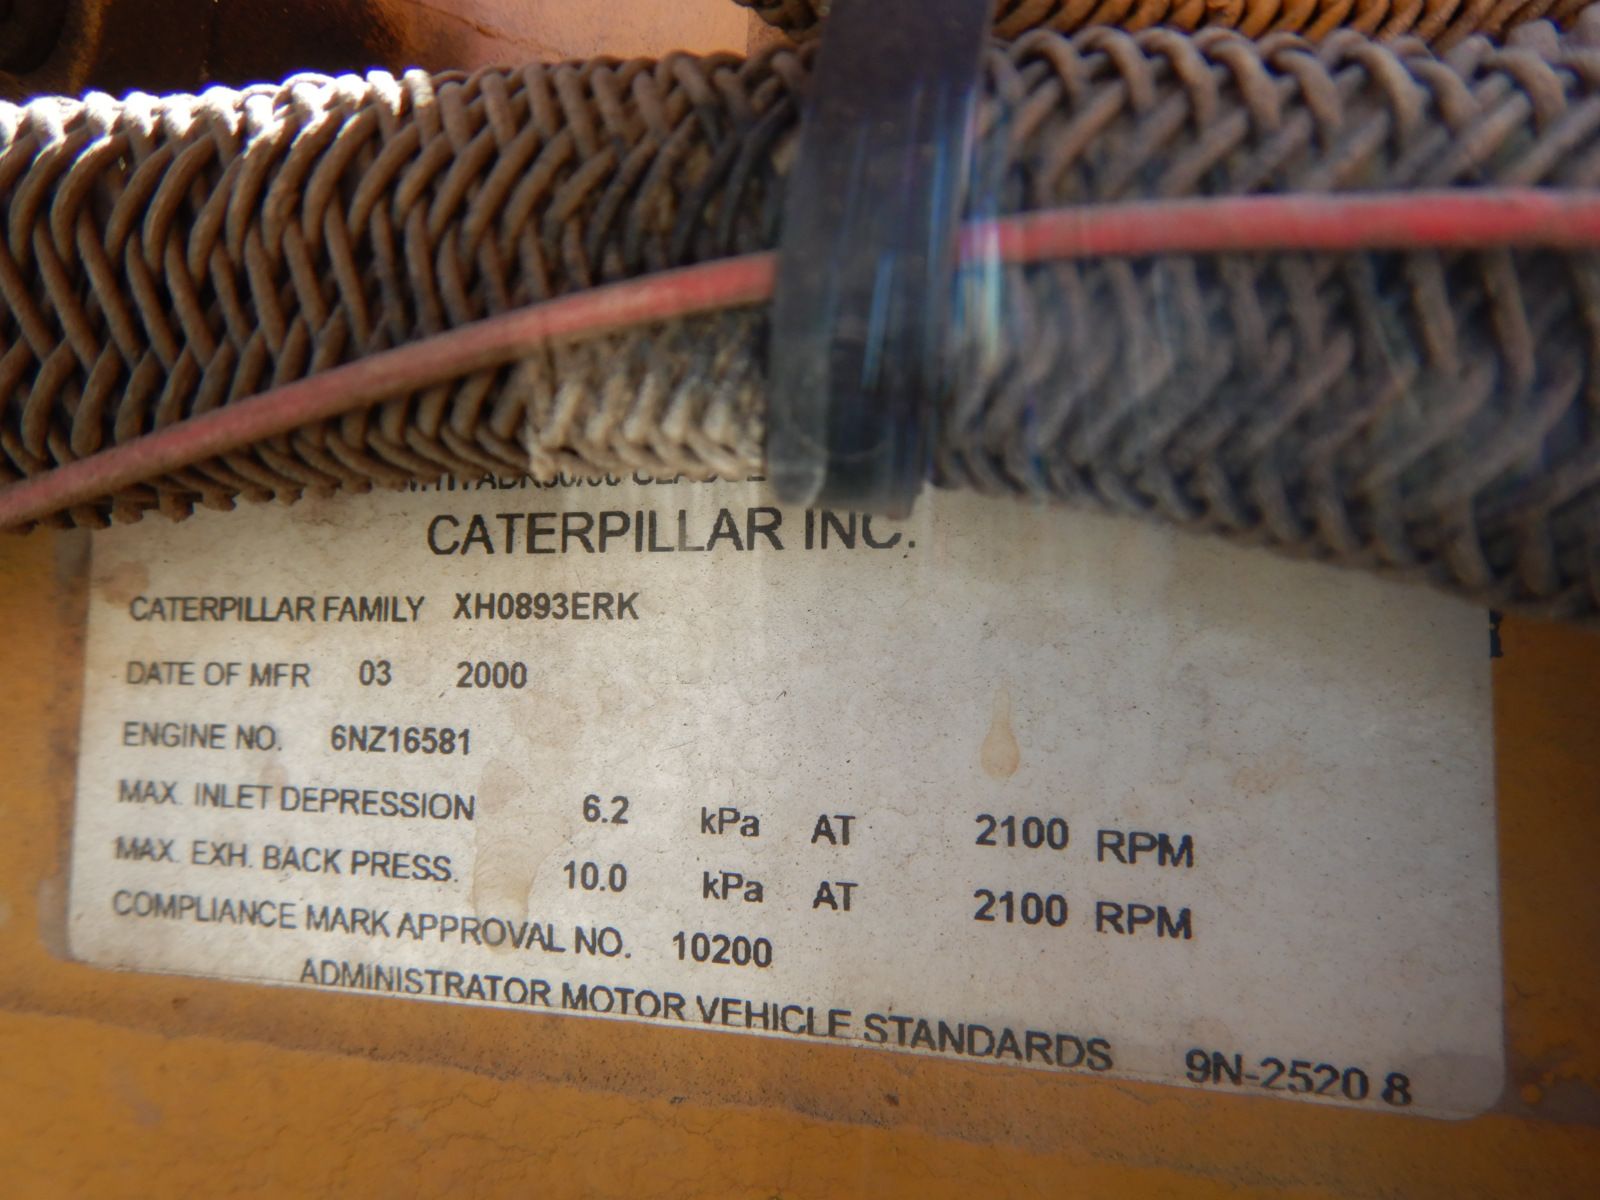 CATERPILLAR INC.
CATERPILLAR FAMILY XH0893ERK
DATE OF MFR 03 2000
ENGINE NO. 6NZ16581
MAX. INLET DEPRESSION 6.2 kPa AT 2100 RPM
MAX. EXH. BACK PRESS. 10.0 kPa AT 2100 RPM
COMPLIANCE MARK APPROVAL NO. 10200
ADMINISTRATOR MOTOR VEHICLE STANDARDS 9N-2520 8